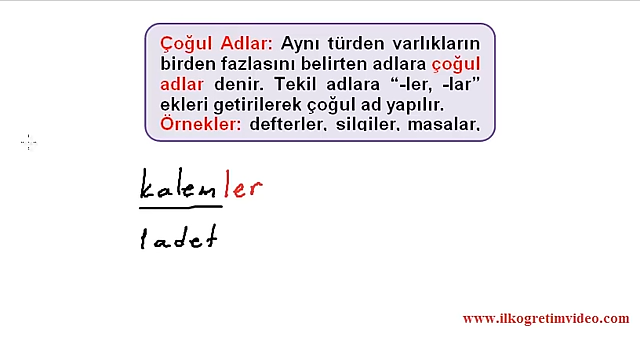 Çoğul Adlar: Aynı türden varlıkların
birden fazlasını belirten adlara çoğul
adlar denir. Tekil adlara “-ler, -lar”
ekleri getirilerek çoğul ad yapılır.
Örnekler: defterler, silgiler, masalar,
kalemler
1 adet
www.ilkogretimvideo.com